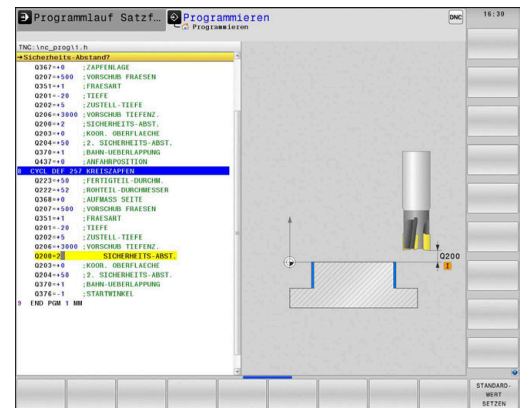 Programmlauf Satzf…
Programmieren
Programmieren
DNC
16:30
TNC:\nc_prog\1.h
→Sicherheits-Abstand?
Q367=+0 ;ZAPFENLAGE
Q207=+500 ;VORSCHUB FRAESEN
Q351=+1 ;FRAESART
Q201=-20 ;TIEFE
Q202=+5 ;ZUSTELL-TIEFE
Q206=+3000 ;VORSCHUB TIEFENZ.
Q200=+2 ;SICHERHEITS-ABST.
Q203=+0 ;KOOR. OBERFLAECHE
Q204=+50 ;2. SICHERHEITS-ABST.
Q370=+1 ;BAHN-UEBERLAPPUNG
Q437=+0 ;ANFAHRPOSITION
8 CYCL DEF 257 KREISZAPFEN
Q223=+50 ;FERTIGTEIL-DURCHM.
Q222=+52 ;ROHTEIL-DURCHMESSER
Q368=+0 ;AUFMASS SEITE
Q207=+500 ;VORSCHUB FRAESEN
Q351=+1 ;FRAESART
Q201=-20 ;TIEFE
Q202=+5 ;ZUSTELL-TIEFE
Q206=+3000 ;VORSCHUB TIEFENZ.
Q200=2 SICHERHEITS-ABST.
Q203=+0 ;KOOR. OBERFLAECHE
Q204=+50 ;2. SICHERHEITS-ABST.
Q370=+1 ;BAHN-UEBERLAPPUNG
Q376=-1 ;STARTWINKEL
9 END PGM 1 MM
Q200
I
P
STANDARD-
WERT
SETZEN